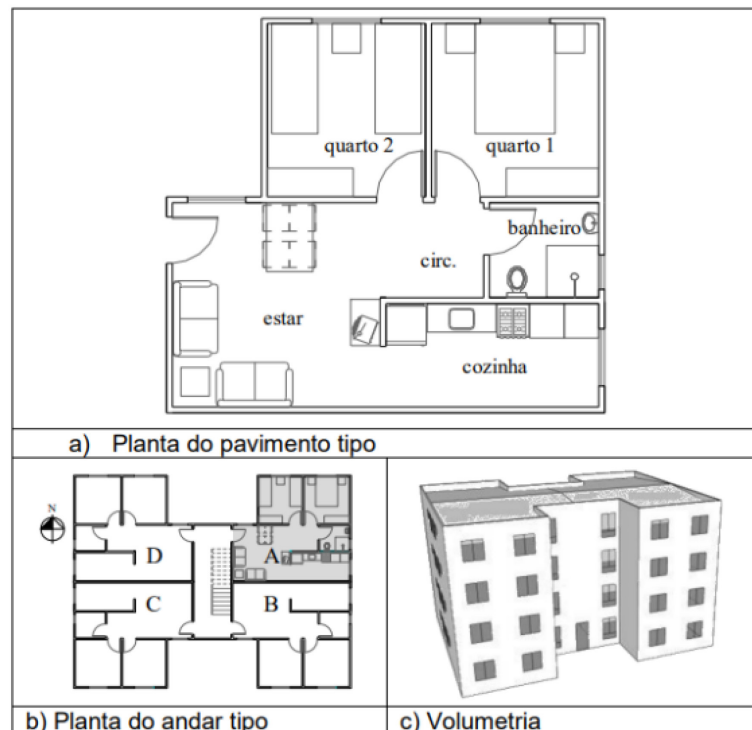 quarto 2
quarto 1
banheiro
circ.
estar
cozinha
a) Planta do pavimento tipo
N
D
A
C
B
b) Planta do andar tipo
c) Volumetria